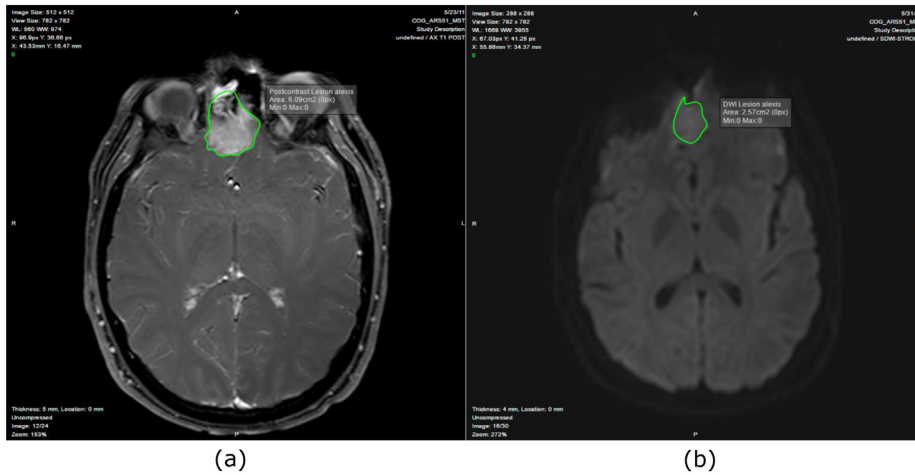 Image Size: 512 x 512
View Size: 782 x 782
WL: 560 WW: 974
X: 96.9px Y: 36.66 px
X: 43.53mm Y: 16.47 mm
0
A
5/23/11
COG_ARS51_MST
Study Description
undefined / AX T1 POST
Postcontrast Lesion alexis
Area: 6.09cm2 (0px)
Min:0 Max:0
R
L
Thickness: 5 mm, Location: 0 mm
Uncompressed
Image: 12/24
Zoom: 153%
P
(a)
Image Size: 288 x 288
View Size: 782 x 782
WL: 1669 WW: 3955
X: 67.03px Y: 41.25 px
X: 55.86mm Y: 34.37 mm
0
A
5/31/
COG_ARS51_M
Study Descript
undefined / SDWI-STRO
DWI Lesion alexis
Area: 2.57cm2 (0px)
Min:0 Max:0
R
Thickness: 4 mm, Location: 0 mm
Uncompressed
Image: 16/30
Zoom: 272%
P
(b)